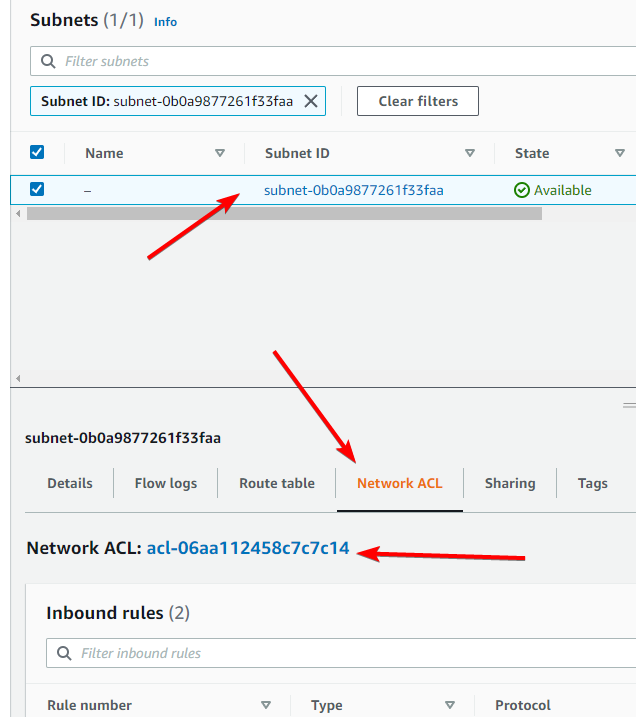 Subnets (1/1) Info
Filter subnets
Subnet ID: subnet-0b0a9877261f33faa Clear filters
Name Subnet ID State
– subnet-0b0a9877261f33faa Available
subnet-0b0a9877261f33faa
Details Flow logs Route table Network ACL Sharing Tags
Network ACL: acl-06aa112458c7c7c14
Inbound rules (2)
Filter inbound rules
Rule number Type Protocol